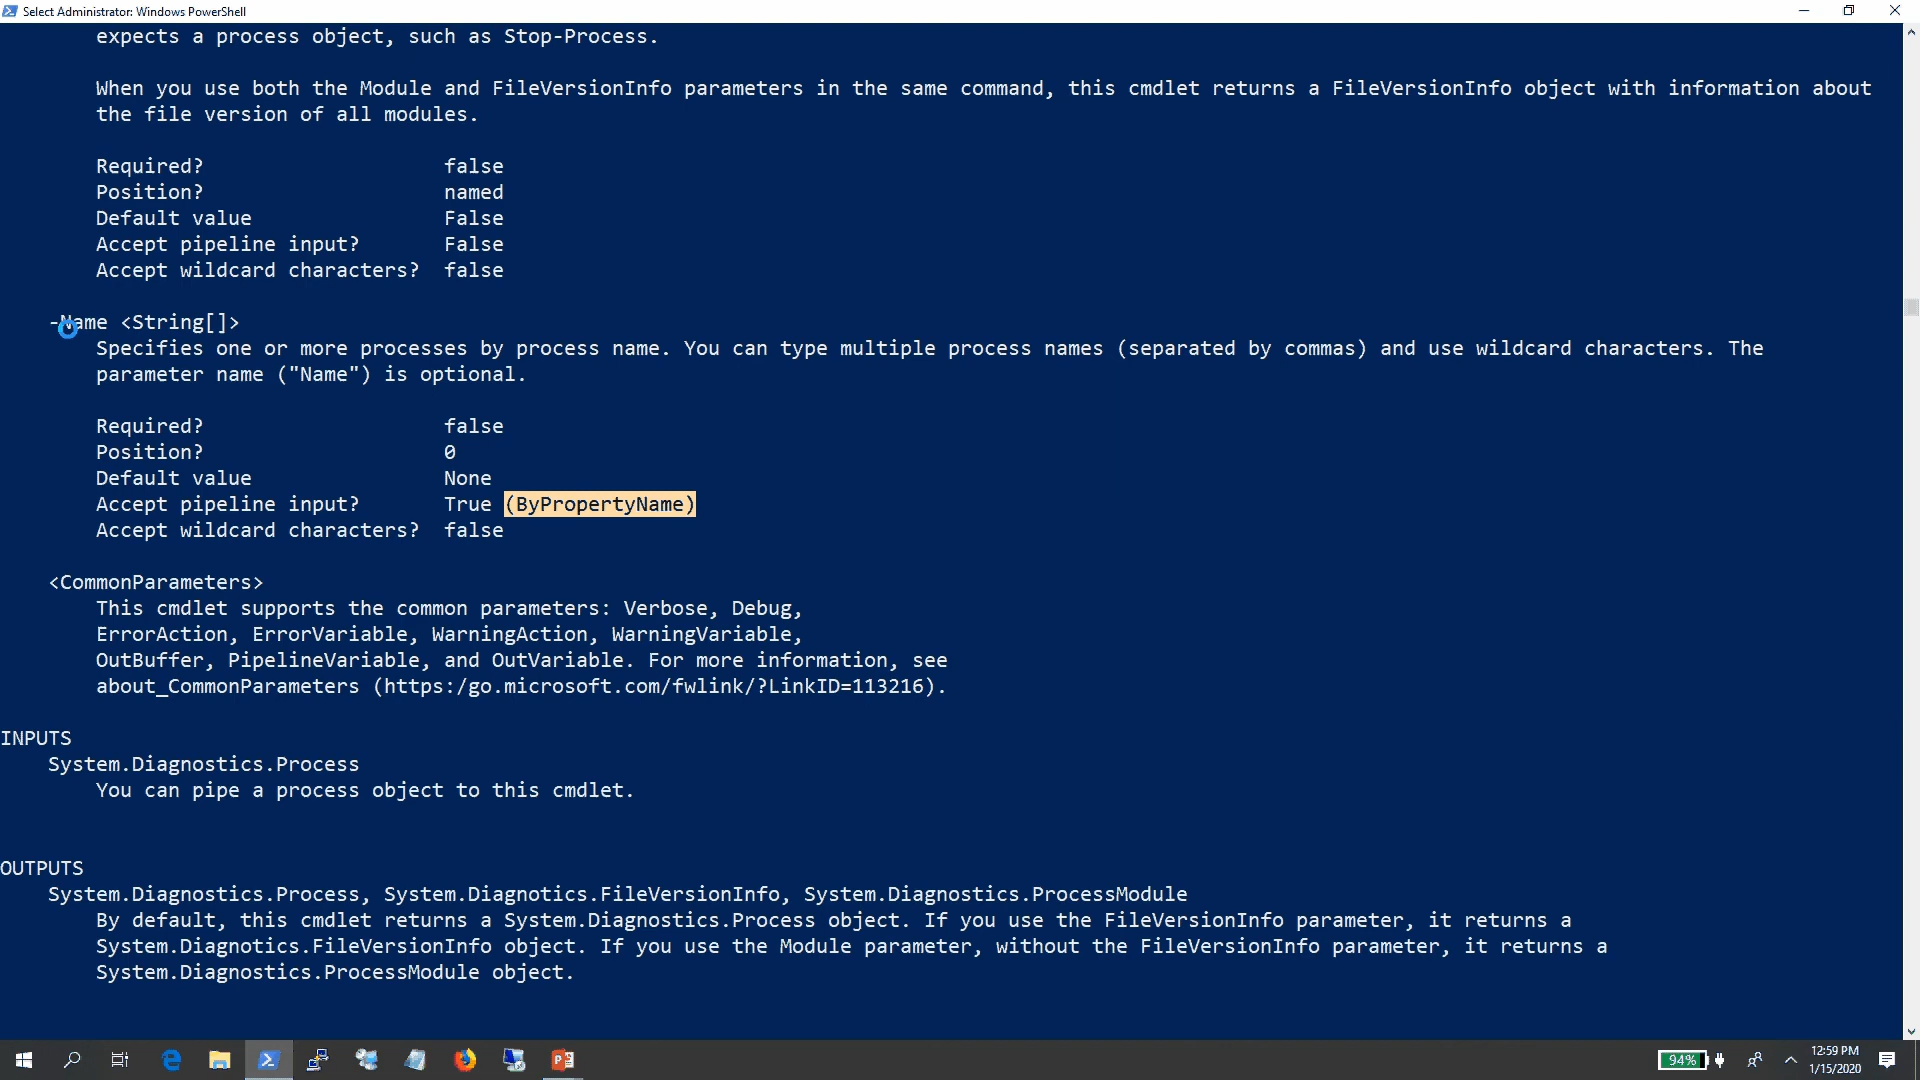 Select Administrator: Windows PowerShell
expects a process object, such as Stop-Process.
When you use both the Module and FileVersionInfo parameters in the same command, this cmdlet returns a FileVersionInfo object with information about
the file version of all modules.
Required? false
Position? named
Default value False
Accept pipeline input? False
Accept wildcard characters? false
-Name <String[]>
Specifies one or more processes by process name. You can type multiple process names (separated by commas) and use wildcard characters. The
parameter name ("Name") is optional.
Required? false
Position? 0
Default value None
Accept pipeline input? True (ByPropertyName)
Accept wildcard characters? false
<CommonParameters>
This cmdlet supports the common parameters: Verbose, Debug,
ErrorAction, ErrorVariable, WarningAction, WarningVariable,
OutBuffer, PipelineVariable, and OutVariable. For more information, see
about_CommonParameters (https:/go.microsoft.com/fwlink/?LinkID=113216).
INPUTS
System.Diagnostics.Process
You can pipe a process object to this cmdlet.
OUTPUTS
System.Diagnostics.Process, System.Diagnotics.FileVersionInfo, System.Diagnostics.ProcessModule
By default, this cmdlet returns a System.Diagnostics.Process object. If you use the FileVersionInfo parameter, it returns a
System.Diagnotics.FileVersionInfo object. If you use the Module parameter, without the FileVersionInfo parameter, it returns a
System.Diagnostics.ProcessModule object.
94%
12:59 PM
1/15/2020